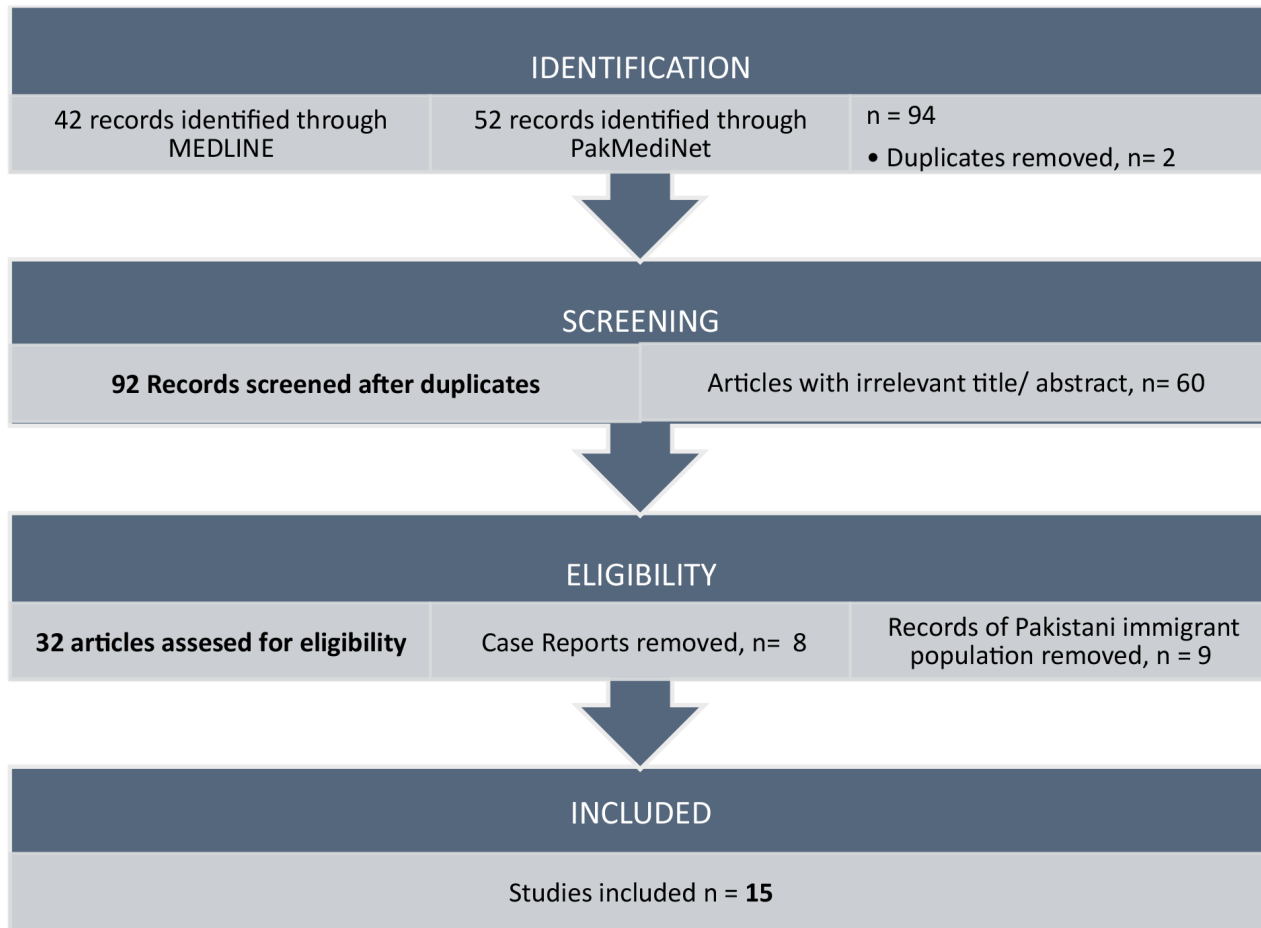 IDENTIFICATION
42 records identified through
MEDLINE
52 records identified through
PakMediNet
n = 94
• Duplicates removed, n= 2
SCREENING
92 Records screened after duplicates
Articles with irrelevant title/ abstract, n= 60
ELIGIBILITY
32 articles assesed for eligibility
Case Reports removed, n= 8
Records of Pakistani immigrant
population removed, n = 9
INCLUDED
Studies included n = 15